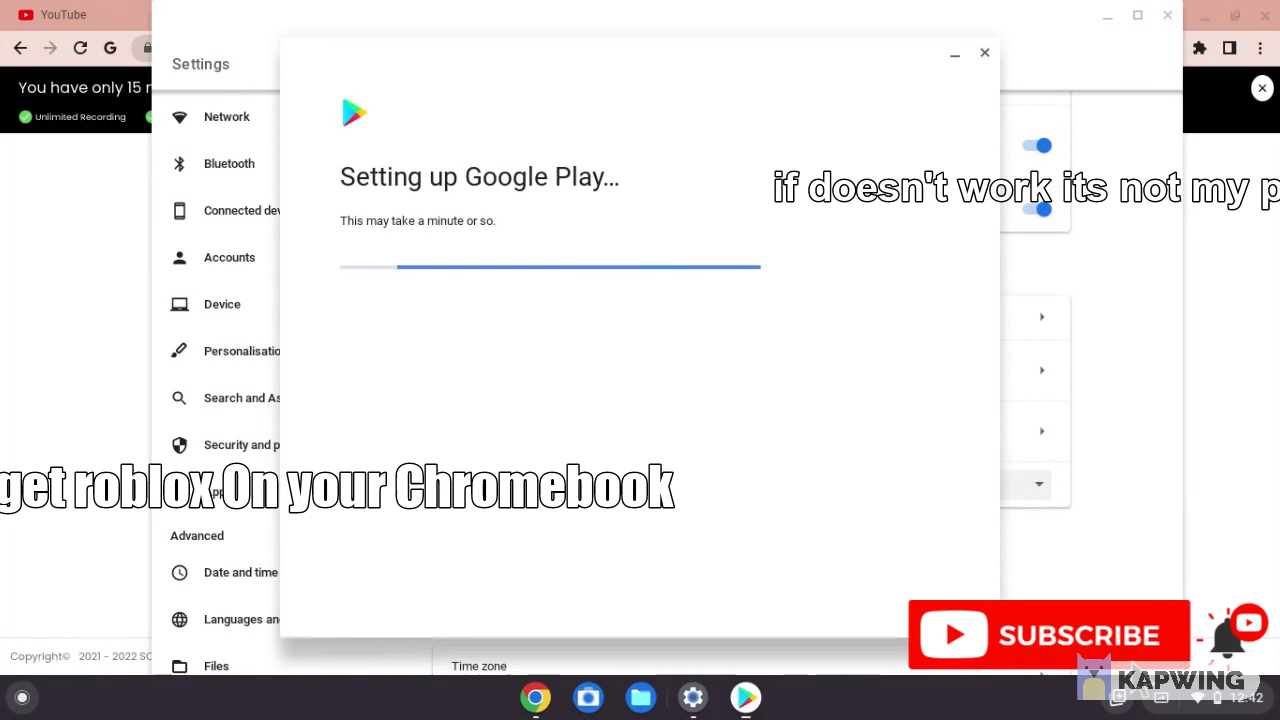 YouTube
Settings
You have only 15
Unlimited Recording
Network
Bluetooth
Connected dev
Accounts
Device
Personalisatio
Search and As
Security and p
Advanced
Date and time
Languages an
Files
Setting up Google Play...
This may take a minute or so.
if doesn't work its not my p
get roblox On your Chromebook
SUBSCRIBE
Copyright© 2021 - 2022 SC
Time zone
KAPWING
12:42